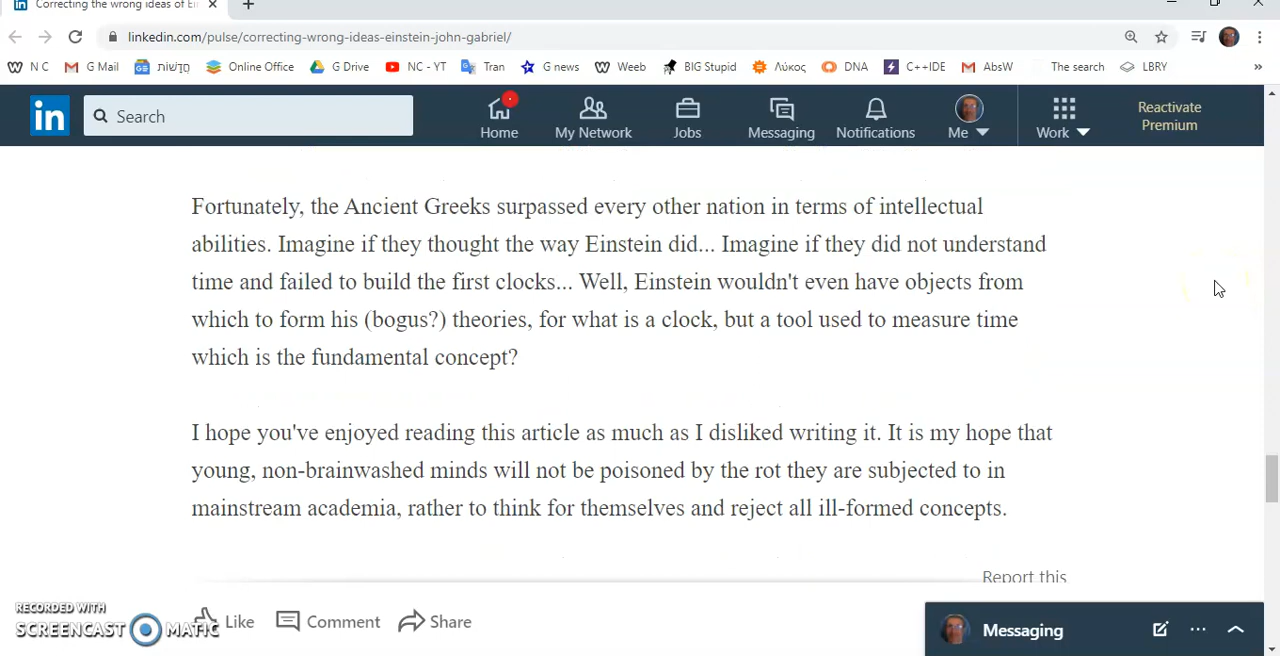 Correcting the wrong ideas of Ei
linkedin.com/pulse/correcting-wrong-ideas-einstein-john-gabriel/
N C G Mail חֲדָשׁוֹת Online Office G Drive NC - YT Tran G news Weeb BIG Stupid Λύκος DNA C++IDE AbsW The search LBRY »
in Search Home My Network Jobs Messaging Notifications Me Work Reactivate
Premium
Fortunately, the Ancient Greeks surpassed every other nation in terms of intellectual
abilities. Imagine if they thought the way Einstein did... Imagine if they did not understand
time and failed to build the first clocks... Well, Einstein wouldn't even have objects from
which to form his (bogus?) theories, for what is a clock, but a tool used to measure time
which is the fundamental concept?
I hope you've enjoyed reading this article as much as I disliked writing it. It is my hope that
young, non-brainwashed minds will not be poisoned by the rot they are subjected to in
mainstream academia, rather to think for themselves and reject all ill-formed concepts.
Report this
Like Comment Share
RECORDED WITH
SCREENCAST MATIC
Messaging